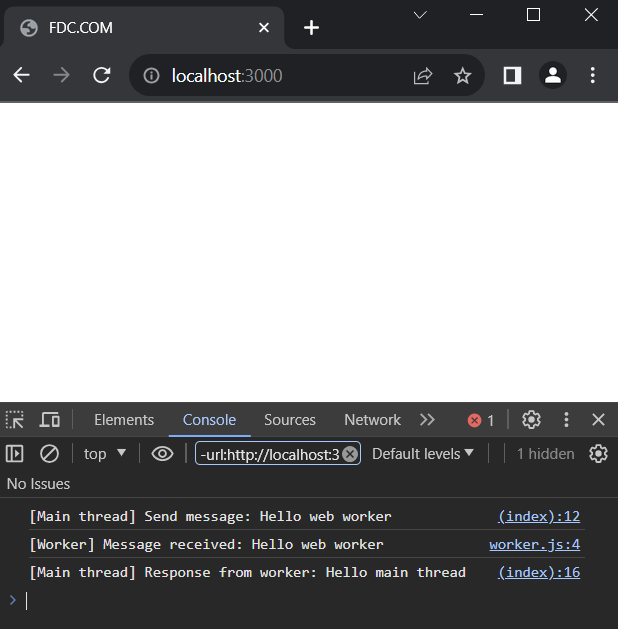 FDC.COM
localhost:3000
Elements Console Sources Network 1
top -url:http://localhost:3 Default levels 1 hidden
No Issues
[Main thread] Send message: Hello web worker (index):12
[Worker] Message received: Hello web worker worker.js:4
[Main thread] Response from worker: Hello main thread (index):16